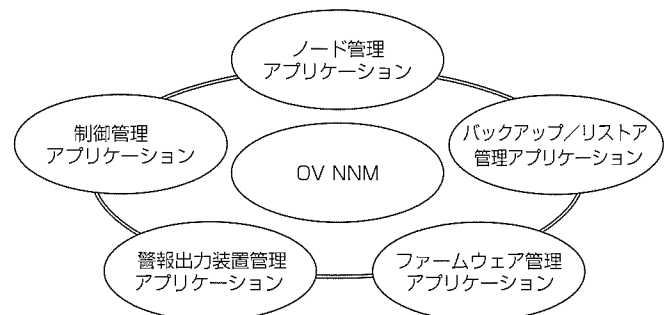 ノード管理
アプリケーション
制御管理
アプリケーション
バックアップ／リストア
管理アプリケーション
OV NNM
警報出力装置管理
アプリケーション
ファームウェア管理
アプリケーション